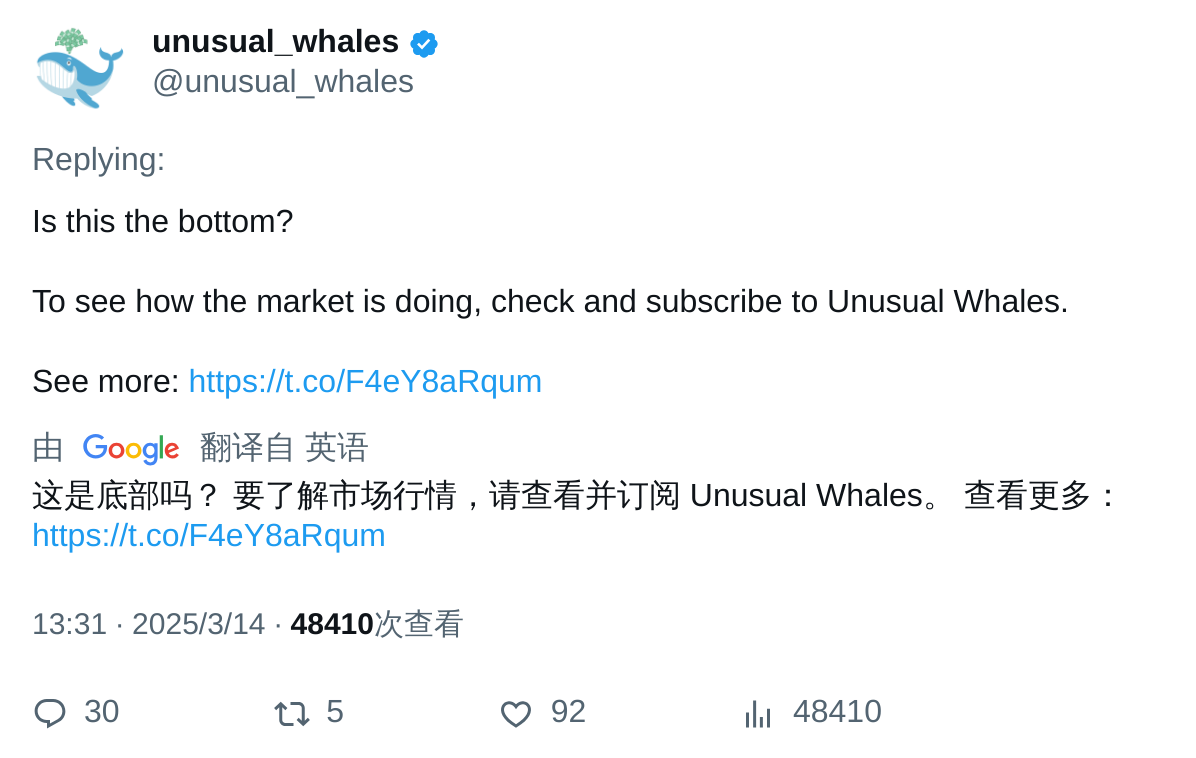 unusual_whales
@unusual_whales
Replying:
Is this the bottom?
To see how the market is doing, check and subscribe to Unusual Whales.
See more: https://t.co/F4eY8aRqum
由 Google 翻译自 英语
这是底部吗？ 要了解市场行情，请查看并订阅 Unusual Whales。 查看更多：
https://t.co/F4eY8aRqum
13:31 · 2025/3/14 · 48410次查看
30 5 92 48410